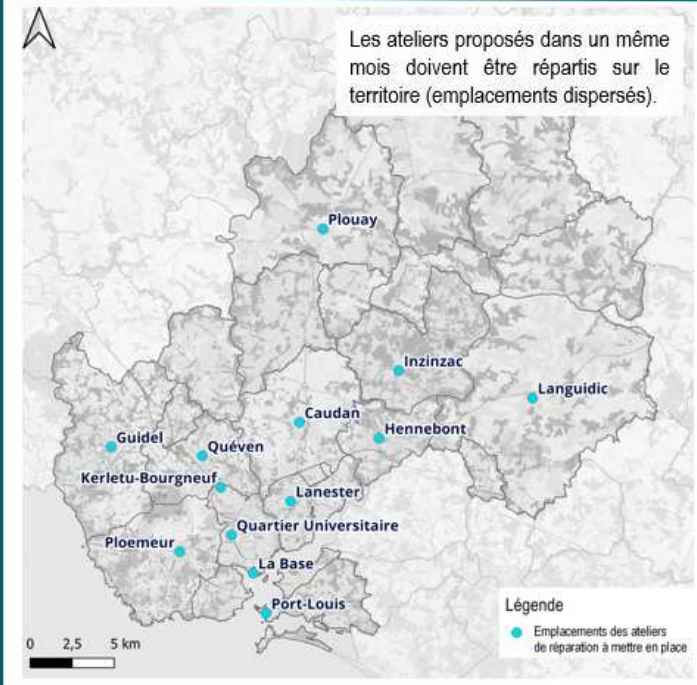 Les ateliers proposés dans un même
mois doivent être répartis sur le
territoire (emplacements dispersés).
Plouay
Inzinzac
Languidic
Caudan
Hennebont
Guidel
Quéven
Kerletu-Bourgneuf
Lanester
Quartier Universitaire
Ploemeur
La Base
Port-Louis
Légende
Emplacements des ateliers
de réparation à mettre en place
0 2,5 5 km